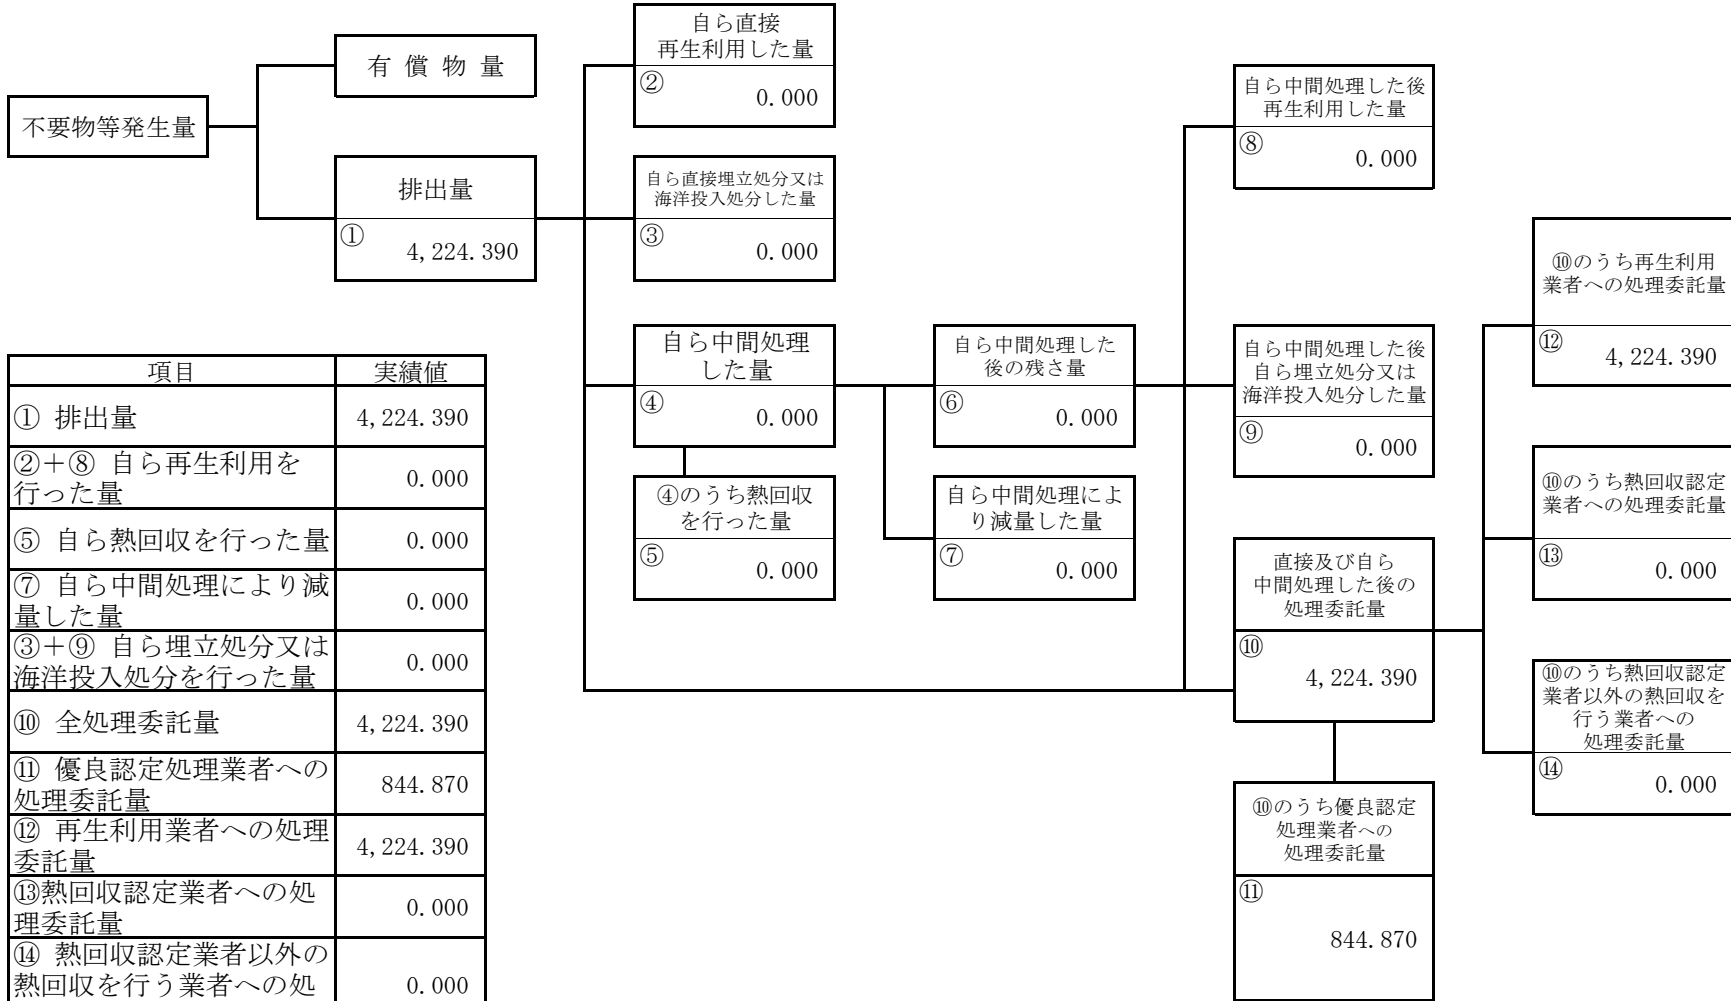 不要物等発生量
有 償 物 量
排出量
①
4,224.390
自ら直接
再生利用した量
②
0.000
自ら直接埋立処分又は
海洋投入処分した量
③
0.000
自ら中間処理
した量
④
0.000
④のうち熱回収
を行った量
⑤
0.000
自ら中間処理した
後の残さ量
⑥
0.000
自ら中間処理によ
り減量した量
⑦
0.000
自ら中間処理した後
再生利用した量
⑧
0.000
自ら中間処理した後
自ら埋立処分又は
海洋投入処分した量
⑨
0.000
直接及び自ら
中間処理した後の
処理委託量
⑩
4,224.390
⑩のうち優良認定
処理業者への
処理委託量
⑪
844.870
⑩のうち再生利用
業者への処理委託量
⑫
4,224.390
⑩のうち熱回収認定
業者への処理委託量
⑬
0.000
⑩のうち熱回収認定
業者以外の熱回収を
行う業者への
処理委託量
⑭
0.000
項目 実績値
① 排出量 4,224.390
②＋⑧ 自ら再生利用を
行った量 0.000
⑤ 自ら熱回収を行った量 0.000
⑦ 自ら中間処理により減
量した量 0.000
③＋⑨ 自ら埋立処分又は
海洋投入処分を行った量 0.000
⑩ 全処理委託量 4,224.390
⑪ 優良認定処理業者への
処理委託量 844.870
⑫ 再生利用業者への処理
委託量 4,224.390
⑬熱回収認定業者への処
理委託量 0.000
⑭ 熱回収認定業者以外の
熱回収を行う業者への処 0.000